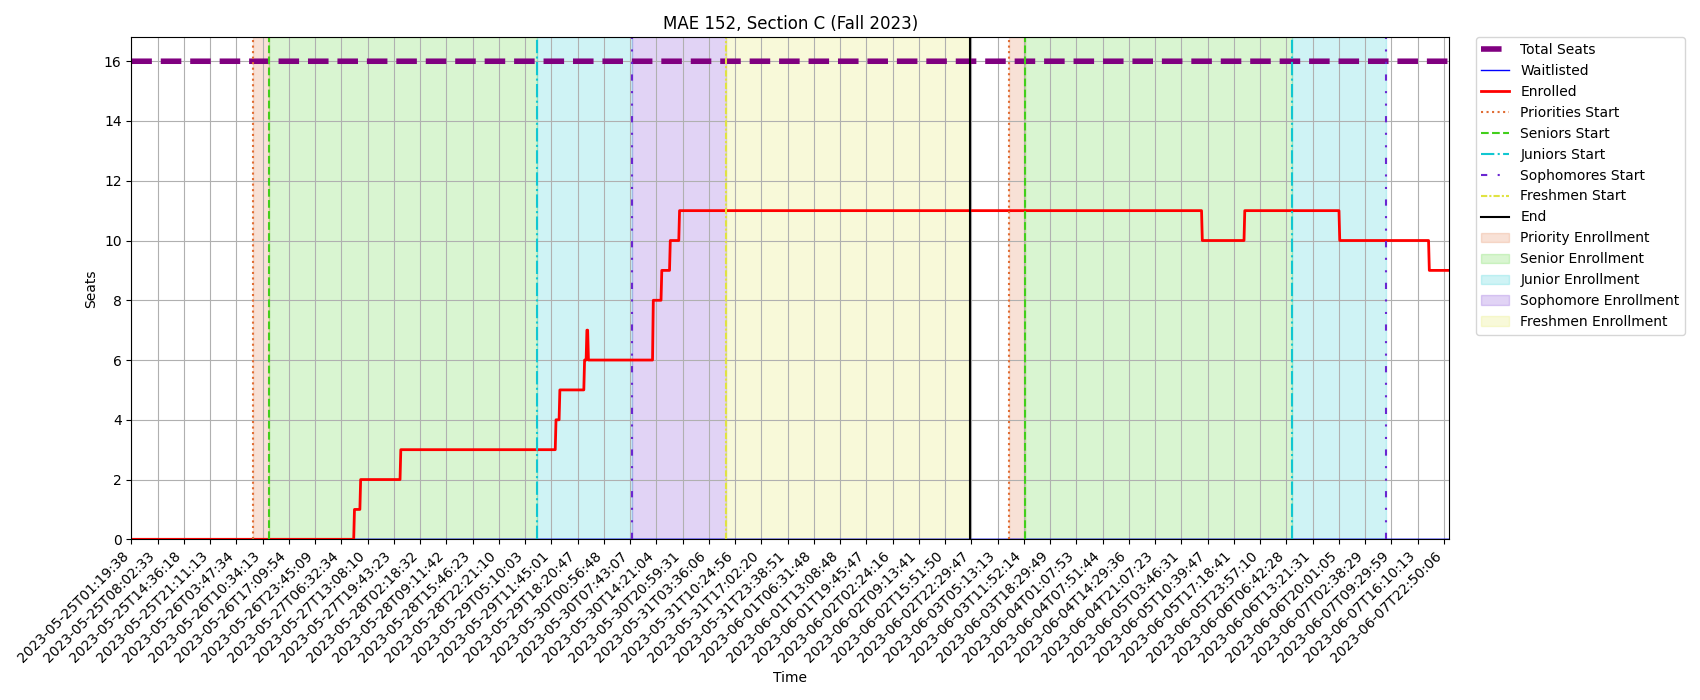 MAE 152, Section C (Fall 2023)
Seats
16
14
12
10
8
6
4
2
0
2023-05-25T01:19:38
2023-05-25T08:02:33
2023-05-25T14:36:18
2023-05-25T21:11:13
2023-05-26T03:47:34
2023-05-26T10:34:13
2023-05-26T17:09:54
2023-05-26T23:45:09
2023-05-27T06:32:34
2023-05-27T13:08:10
2023-05-27T19:43:23
2023-05-28T02:18:32
2023-05-28T09:11:42
2023-05-28T15:46:23
2023-05-28T22:21:10
2023-05-29T05:10:03
2023-05-29T11:45:01
2023-05-29T18:20:47
2023-05-30T00:56:48
2023-05-30T07:43:07
2023-05-30T14:21:04
2023-05-30T20:59:31
2023-05-31T03:36:06
2023-05-31T10:24:56
2023-05-31T17:02:20
2023-05-31T23:38:51
2023-06-01T06:31:48
2023-06-01T13:08:48
2023-06-01T19:45:47
2023-06-02T02:24:16
2023-06-02T09:13:41
2023-06-02T15:51:50
2023-06-02T22:29:47
2023-06-03T05:13:13
2023-06-03T11:52:14
2023-06-03T18:29:49
2023-06-04T01:07:53
2023-06-04T07:51:44
2023-06-04T14:29:36
2023-06-04T21:07:23
2023-06-05T03:46:31
2023-06-05T10:39:47
2023-06-05T17:18:41
2023-06-05T23:57:10
2023-06-06T06:42:28
2023-06-06T13:21:31
2023-06-06T20:01:05
2023-06-07T02:38:29
2023-06-07T09:29:59
2023-06-07T16:10:13
2023-06-07T22:50:06
Time
Total Seats
Waitlisted
Enrolled
Priorities Start
Seniors Start
Juniors Start
Sophomores Start
Freshmen Start
End
Priority Enrollment
Senior Enrollment
Junior Enrollment
Sophomore Enrollment
Freshmen Enrollment